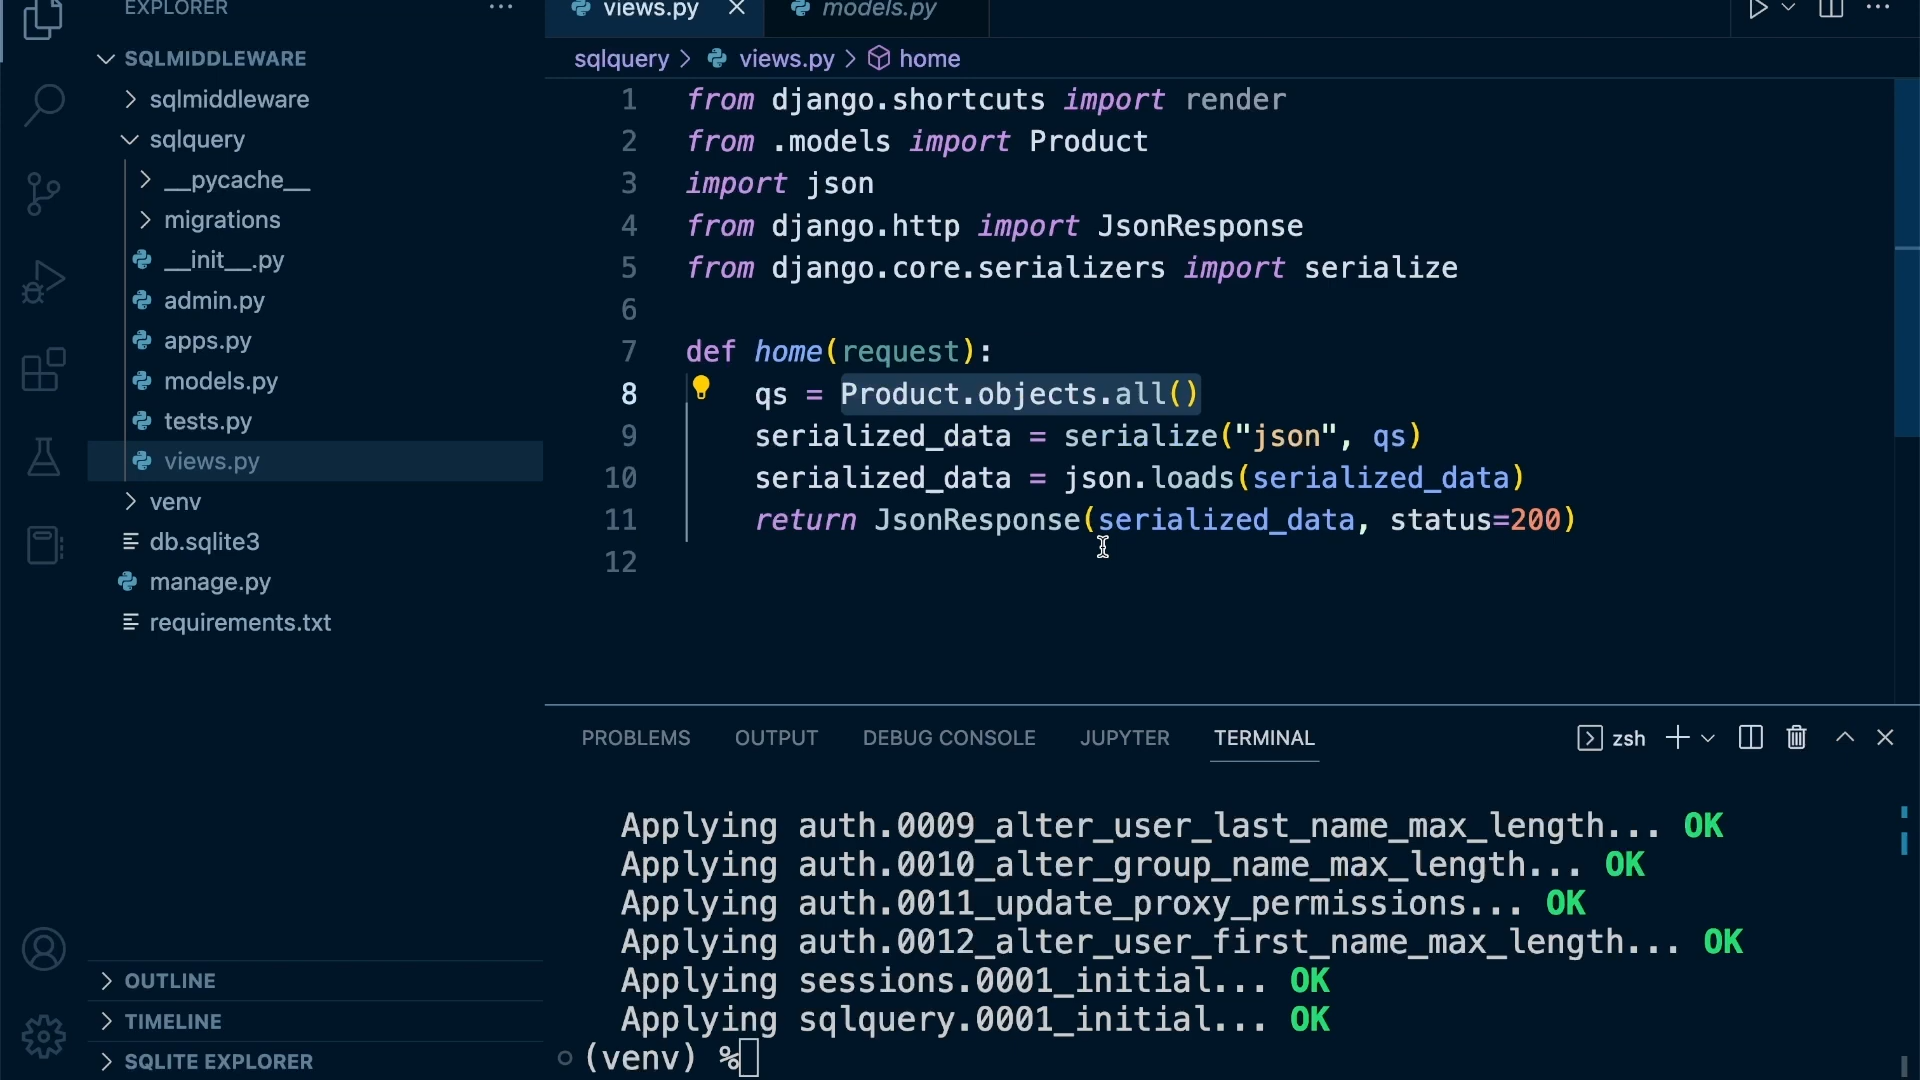 EXPLORER
SQLMIDDLEWARE
sqlmiddleware
sqlquery
__pycache__
migrations
__init__.py
admin.py
apps.py
models.py
tests.py
views.py
venv
db.sqlite3
manage.py
requirements.txt
OUTLINE
TIMELINE
SQLITE EXPLORER
views.py
models.py
sqlquery > views.py > home
1 from django.shortcuts import render
2 from .models import Product
3 import json
4 from django.http import JsonResponse
5 from django.core.serializers import serialize
6
7 def home(request):
8 qs = Product.objects.all()
9 serialized_data = serialize("json", qs)
10 serialized_data = json.loads(serialized_data)
11 return JsonResponse(serialized_data, status=200)
12
PROBLEMS OUTPUT DEBUG CONSOLE JUPYTER TERMINAL zsh
Applying auth.0009_alter_user_last_name_max_length... OK
Applying auth.0010_alter_group_name_max_length... OK
Applying auth.0011_update_proxy_permissions... OK
Applying auth.0012_alter_user_first_name_max_length... OK
Applying sessions.0001_initial... OK
Applying sqlquery.0001_initial... OK
(venv) %